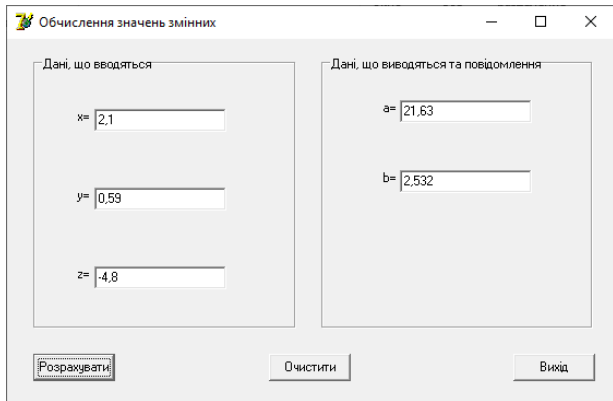 Обчислення значень змінних
Дані, що вводяться
x= 2,1
y= 0,59
z= -4,8
Дані, що виводяться та повідомлення
a= 21,63
b= 2,532
Розрахувати
Очистити
Вихід